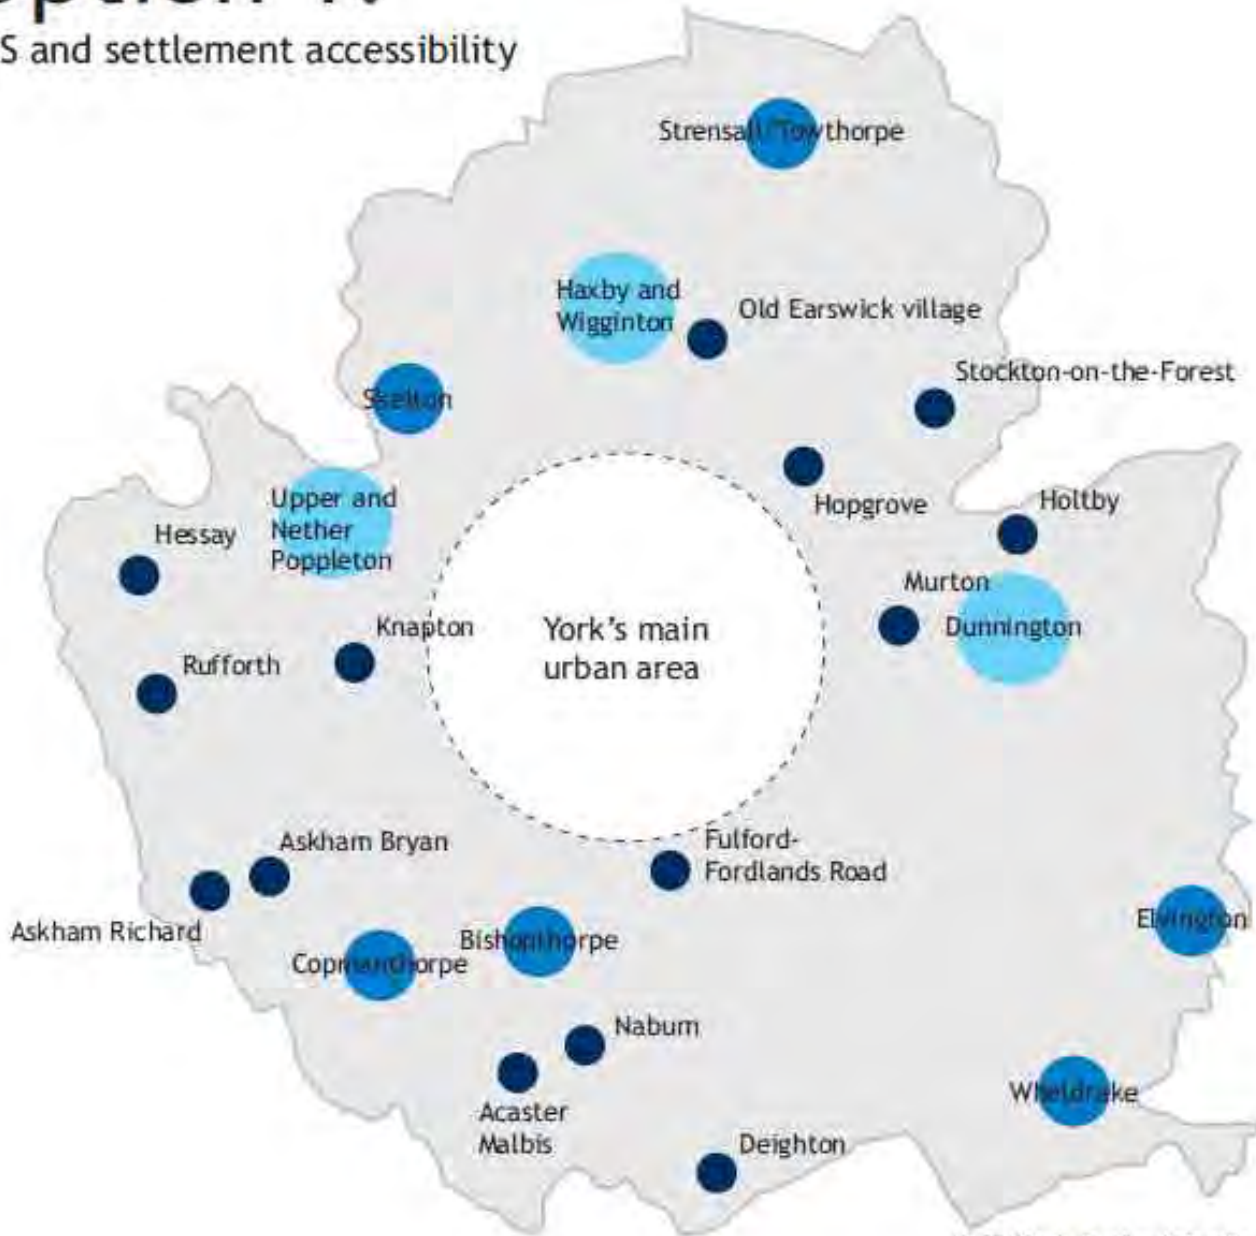 S and settlement accessibility
Strensall/Towthorpe
Haxby and
Wigginton
Old Earswick village
Stockton-on-the-Forest
Skelton
Hopgrove
Holtby
Upper and
Nether
Poppleton
Hessay
Murton
Dunnington
Knapton
York's main
urban area
Rufforth
Askham Bryan
Fulford-
Fordlands Road
Askham Richard
Bishopthorpe
Elvington
Copmanthorpe
Nabum
Wheldrake
Acaster
Malbis
Deighton